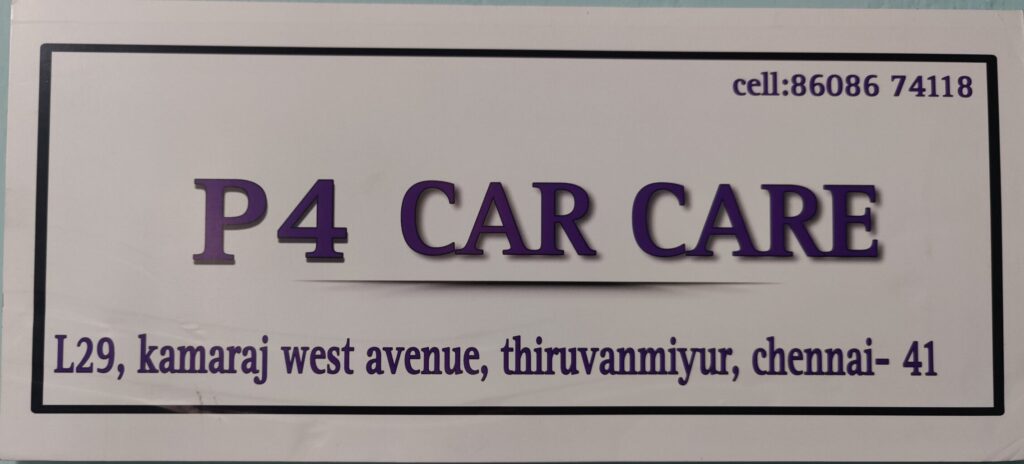 cell:86086 74118
P4 CAR CARE
L29, kamaraj west avenue, thiruvanmiyur, chennai- 41